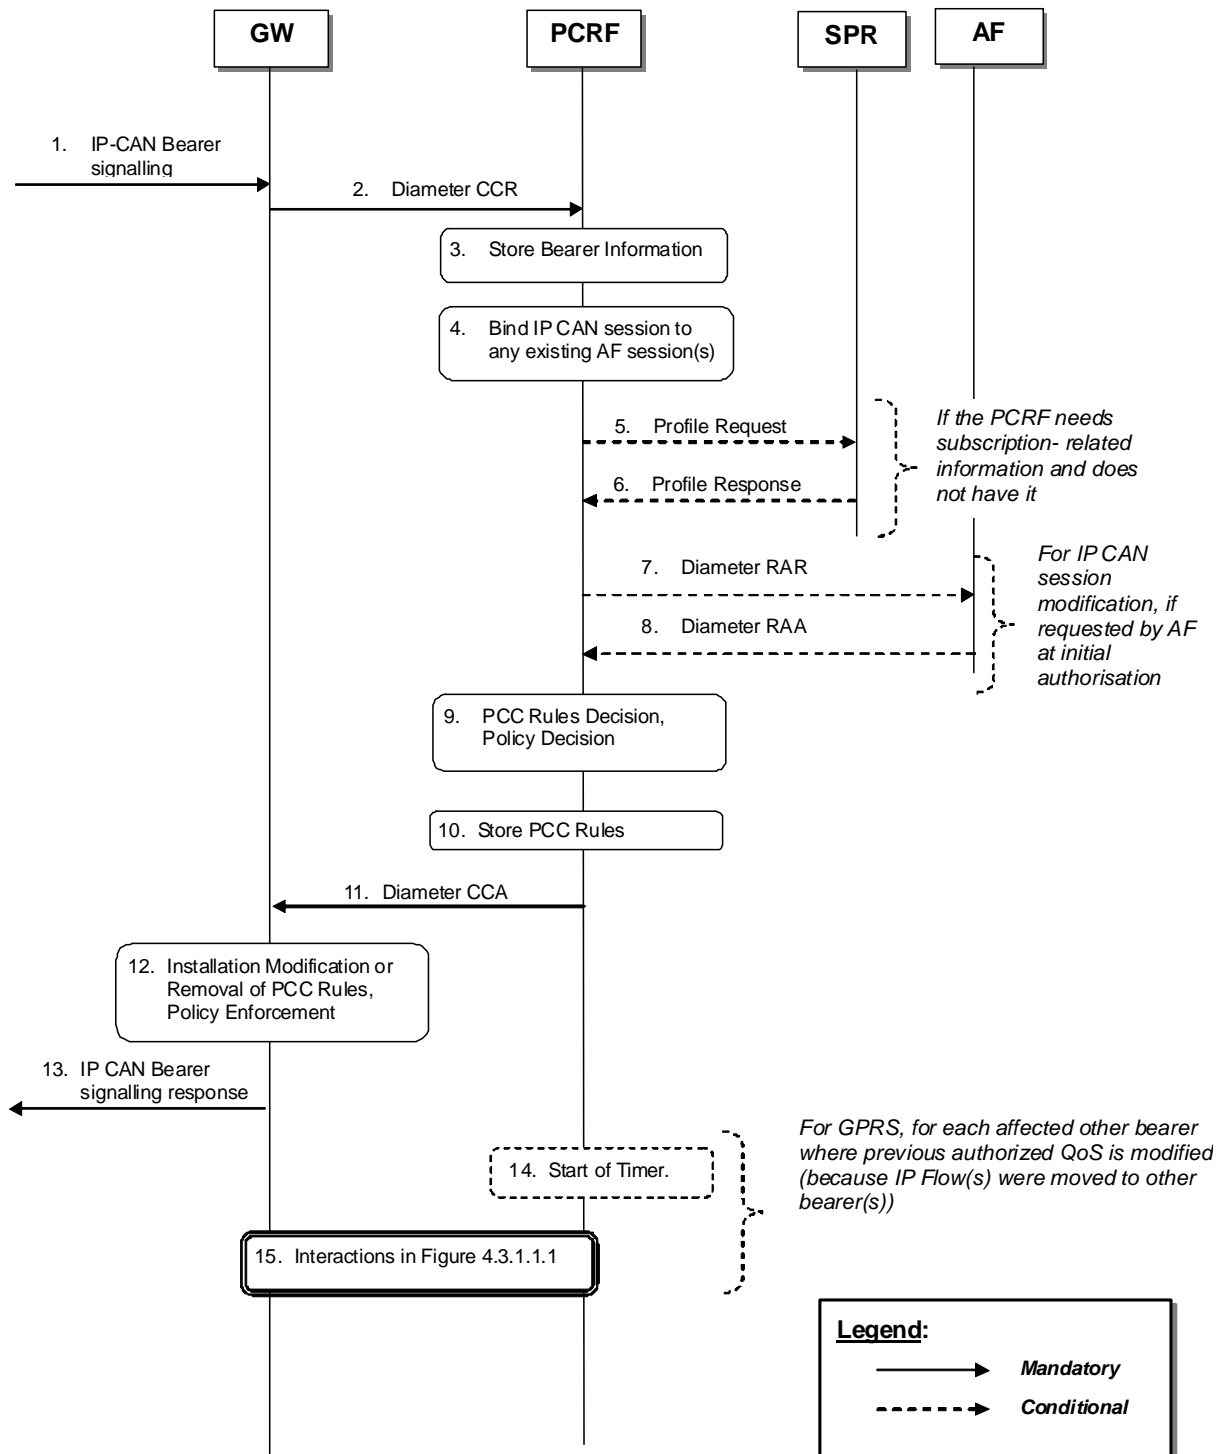 GW
PCRF
SPR
AF
1. IP-CAN Bearer
signalling
2. Diameter CCR
3. Store Bearer Information
4. Bind IP CAN session to
any existing AF session(s)
5. Profile Request
6. Profile Response
If the PCRF needs
subscription- related
information and does
not have it
7. Diameter RAR
8. Diameter RAA
For IP CAN
session
modification, if
requested by AF
at initial
authorisation
9. PCC Rules Decision,
Policy Decision
10. Store PCC Rules
11. Diameter CCA
12. Installation Modification or
Removal of PCC Rules,
Policy Enforcement
13. IP CAN Bearer
signalling response
14. Start of Timer.
For GPRS, for each affected other bearer
where previous authorized QoS is modified
(because IP Flow(s) were moved to other
bearer(s))
15. Interactions in Figure 4.3.1.1.1
Legend:
Mandatory
Conditional